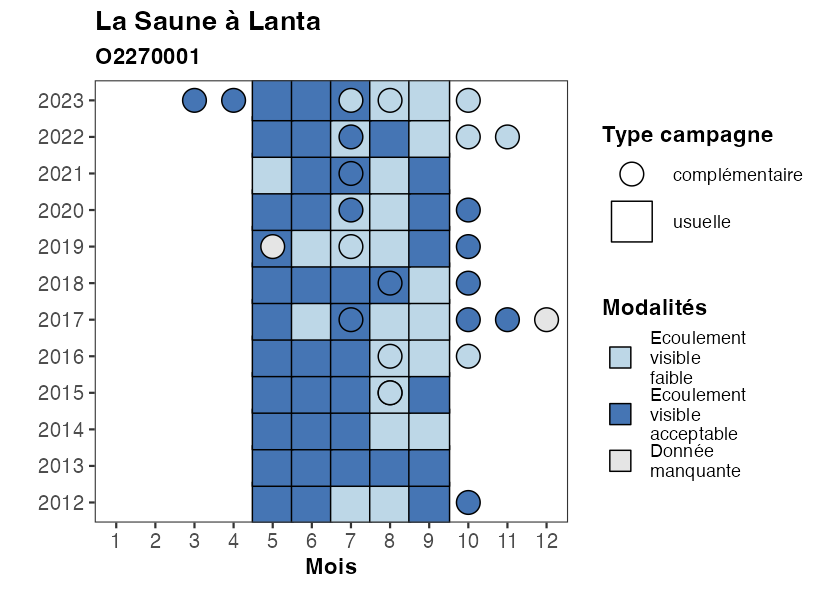 La Saune à Lanta
O2270001
2023
2022
2021
2020
2019
2018
2017
2016
2015
2014
2013
2012
1 2 3 4 5 6 7 8 9 10 11 12
Mois
Type campagne
complémentaire
usuelle
Modalités
Ecoulement
visible
faible
Ecoulement
visible
acceptable
Donnée
manquante